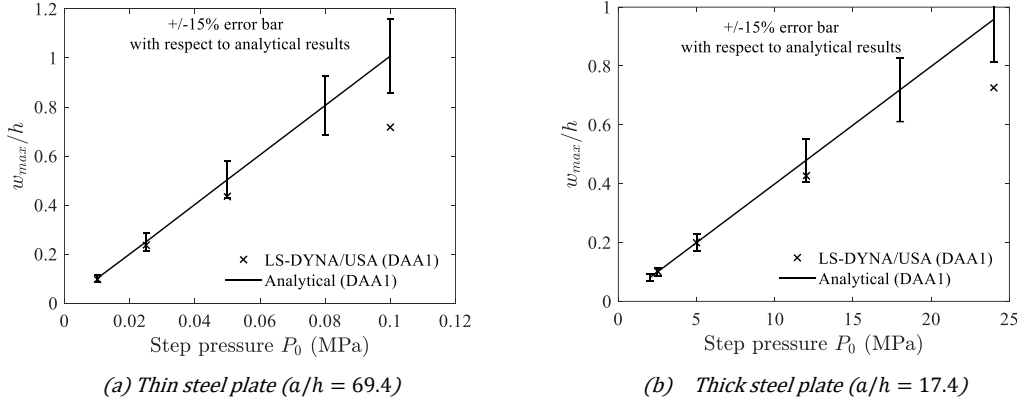 +/-15% error bar
with respect to analytical results
w_max/h
1.2
1
0.8
0.6
0.4
0.2
0
0 0.02 0.04 0.06 0.08 0.1 0.12
LS-DYNA/USA (DAA1)
Analytical (DAA1)
Step pressure P_0 (MPa)
(a) Thin steel plate (a/h = 69.4)
+/-15% error bar
with respect to analytical results
w_max/h
1
0.8
0.6
0.4
0.2
0
0 5 10 15 20 25
LS-DYNA/USA (DAA1)
Analytical (DAA1)
Step pressure P_0 (MPa)
(b) Thick steel plate (a/h = 17.4)